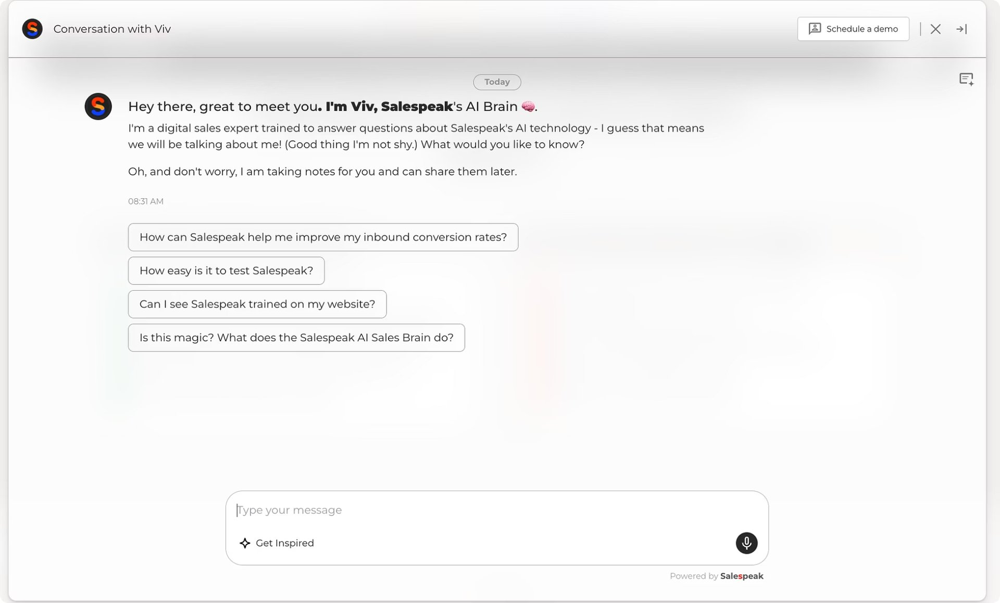 Conversation with Viv
Schedule a demo
Today
Hey there, great to meet you. I'm Viv, Salespeak's AI Brain 🧠.
I'm a digital sales expert trained to answer questions about Salespeak's AI technology - I guess that means
we will be talking about me! (Good thing I'm not shy.) What would you like to know?
Oh, and don't worry, I am taking notes for you and can share them later.
08:31 AM
How can Salespeak help me improve my inbound conversion rates?
How easy is it to test Salespeak?
Can I see Salespeak trained on my website?
Is this magic? What does the Salespeak AI Sales Brain do?
Type your message
Get Inspired
Powered by Salespeak